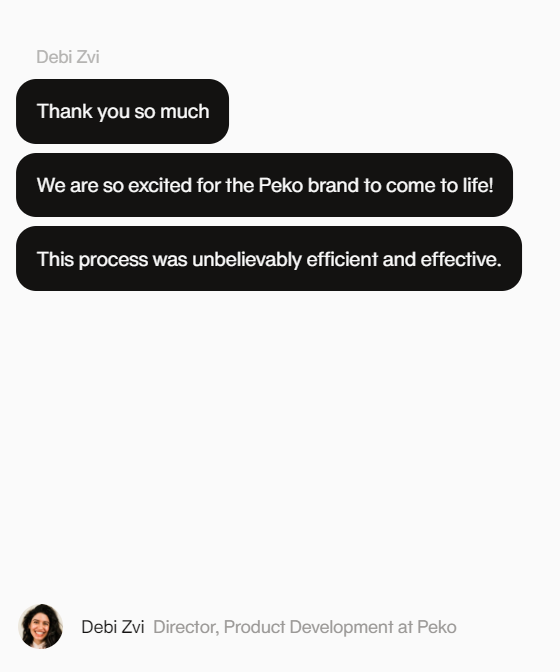 Debi Zvi
Thank you so much
We are so excited for the Peko brand to come to life!
This process was unbelievably efficient and effective.
Debi Zvi Director, Product Development at Peko